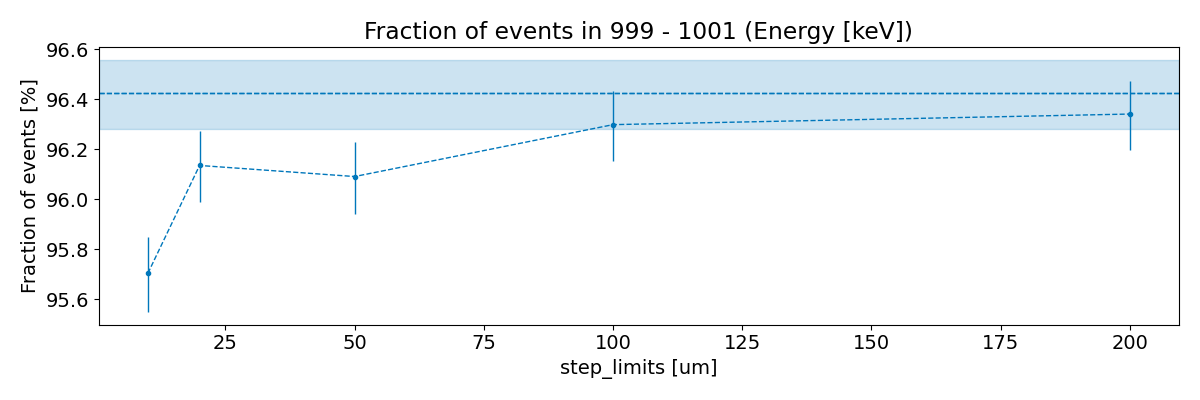 Fraction of events in 999 - 1001 (Energy [keV])
Fraction of events [%]
96.6
96.4
96.2
96.0
95.8
95.6
25 50 75 100 125 150 175 200
step_limits [um]